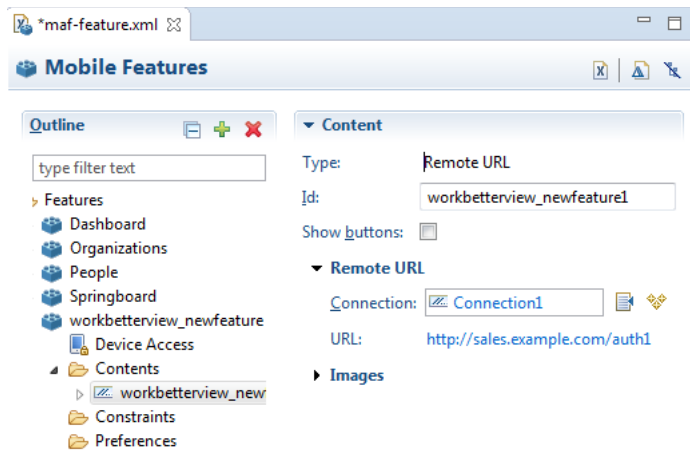 *maf-feature.xml
Mobile Features
Outline
type filter text
Features
Dashboard
Organizations
People
Springboard
workbetterview_newfeature
Device Access
Contents
workbetterview_new
Constraints
Preferences
Content
Type: Remote URL
Id: workbetterview_newfeature1
Show buttons:
Remote URL
Connection: Connection1
URL: http://sales.example.com/auth1
Images